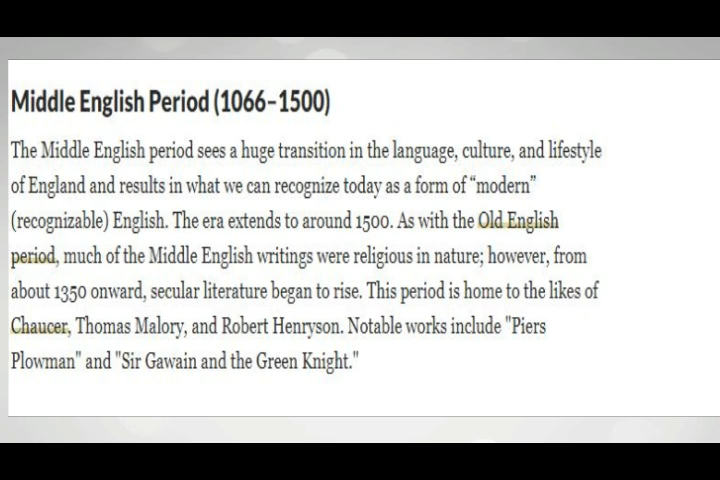 Middle English Period (1066–1500)
The Middle English period sees a huge transition in the language, culture, and lifestyle
of England and results in what we can recognize today as a form of “modern”
(recognizable) English. The era extends to around 1500. As with the Old English
period, much of the Middle English writings were religious in nature; however, from
about 1350 onward, secular literature began to rise. This period is home to the likes of
Chaucer, Thomas Malory, and Robert Henryson. Notable works include "Piers
Plowman" and "Sir Gawain and the Green Knight."